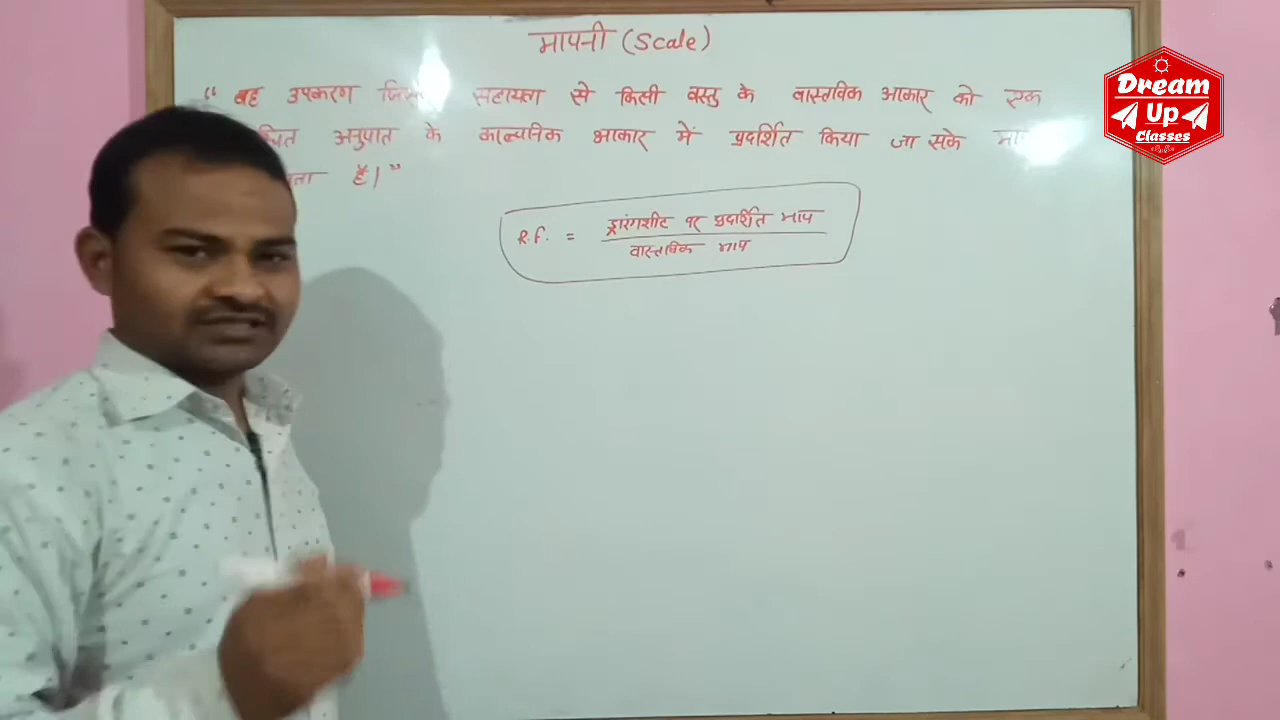 मापनी (Scale)
“ वह उपकरण सहायता से किसी वस्तु के वास्तविक आकार को एक
अनुपात के काल्पनिक आकार में प्रदर्शित किया जा सके
है।”
R.F. = ड्राइंगशीट पर प्रदर्शित माप
वास्तविक माप
Dream
Up
Classes